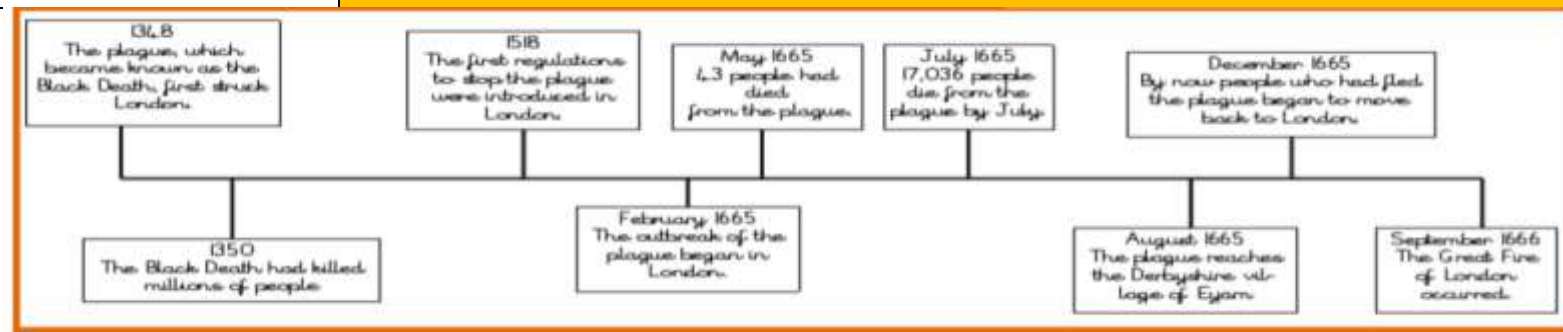 1348
The plague, which
became known as the
Black Death, first struck
London.
1350
The Black Death had killed
millions of people
1518
The first regulations
to stop the plague
were introduced in
London.
February 1665
The outbreak of the
plague began in
London.
May 1665
43 people had
died
from the plague.
July 1665
17,036 people
die from the
plague by July.
August 1665
The plague reaches
the Derbyshire vil-
lage of Eyam
December 1665
By now people who had fled
the plague began to move
back to London.
September 1666
The Great Fire
of London
occurred.